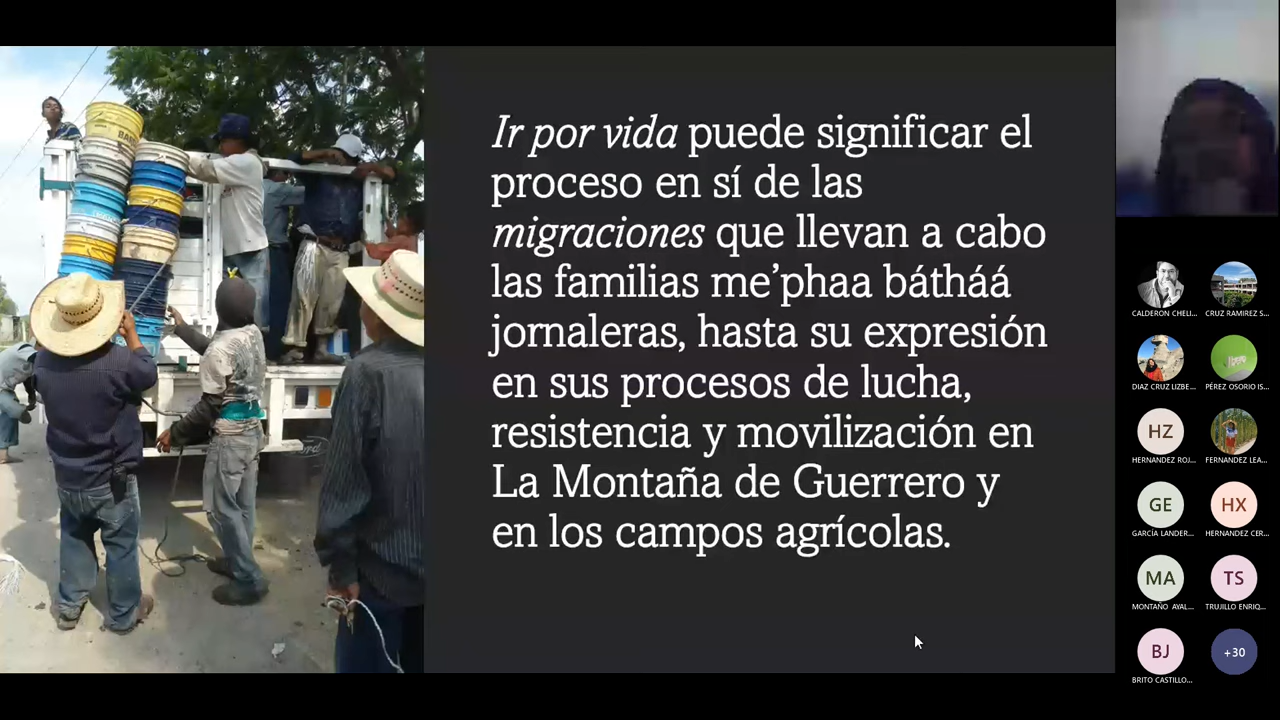 Ir por vida puede significar el
proceso en sí de las
migraciones que llevan a cabo
las familias me’phaa bátháá
jornaleras, hasta su expresión
en sus procesos de lucha,
resistencia y movilización en
La Montaña de Guerrero y
en los campos agrícolas.
CALDERON CHELI...
CRUZ RAMIREZ S...
DIAZ CRUZ LIZBE...
PÉREZ OSORIO IS...
HZ
HERNANDEZ ROJ...
FERNANDEZ LEA...
GE
GARCÍA LANDER...
HX
HERNANDEZ CER...
MA
MONTAÑO AYAL...
TS
TRUJILLO ENRIQ...
BJ
BRITO CASTILLO...
+30